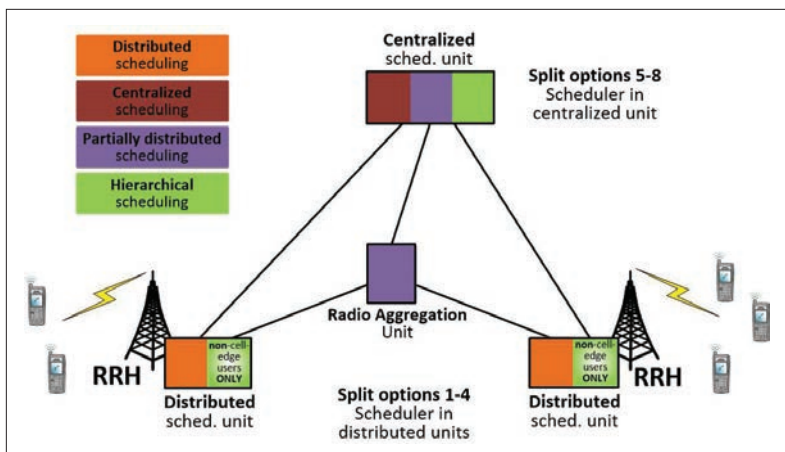 Distributed
scheduling
Centralized
scheduling
Partially distributed
scheduling
Hierarchical
scheduling
Centralized
sched. unit
Split options 5-8
Scheduler in
centralized unit
Radio Aggregation
Unit
RRH
non-cell-
edge
users
ONLY
Distributed
sched. unit
Split options 1-4
Scheduler in
distributed units
non-cell-
edge
users
ONLY
RRH
Distributed
sched. unit